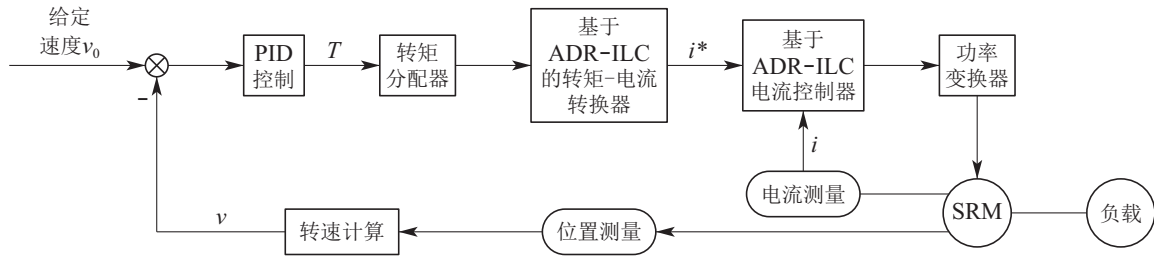 给定
速度v₀
−
PID
控制
T
转矩
分配器
基于
ADR-ILC
的转矩-电流
转换器
i*
基于
ADR-ILC
电流控制器
功率
变换器
i
电流测量
SRM
负载
v
转速计算
位置测量